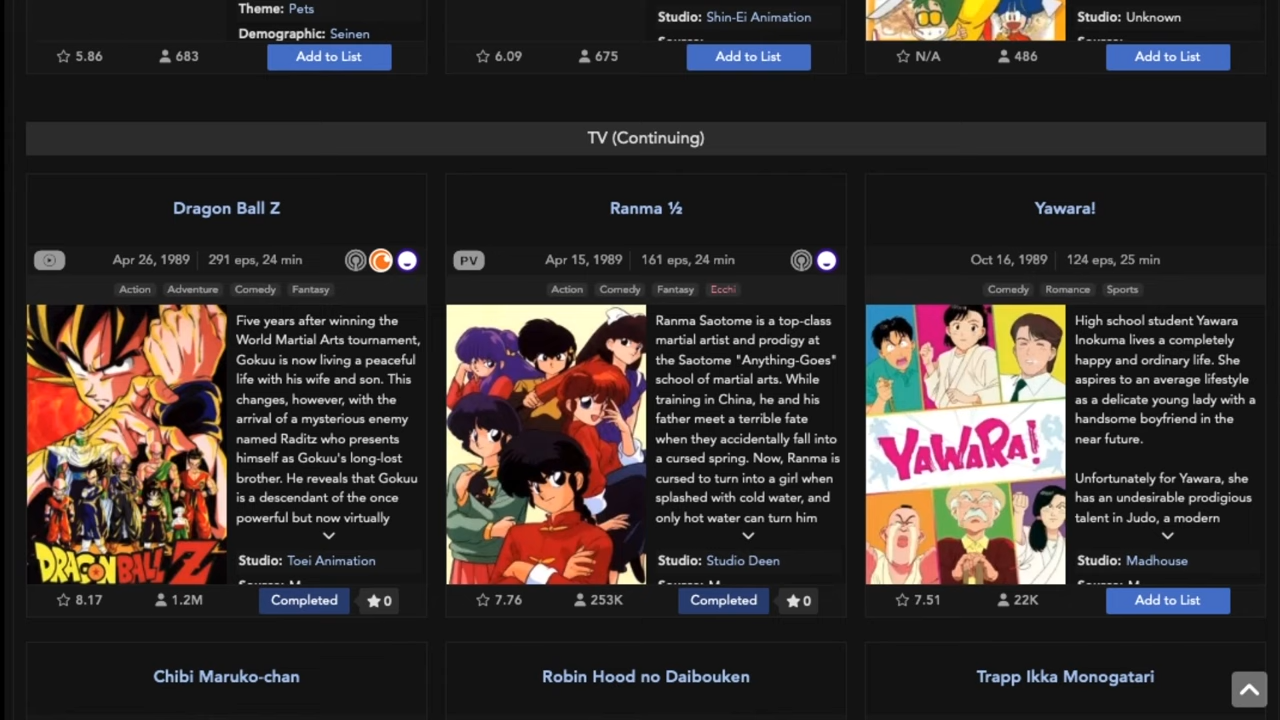 Theme: Pets
Demographic: Seinen
5.86 683 Add to List
Studio: Shin-Ei Animation
6.09 675 Add to List
Studio: Unknown
N/A 486 Add to List
TV (Continuing)
Dragon Ball Z
Apr 26, 1989 291 eps, 24 min
Action Adventure Comedy Fantasy
DRAGON BALL Z
Five years after winning the
World Martial Arts tournament,
Gokuu is now living a peaceful
life with his wife and son. This
changes, however, with the
arrival of a mysterious enemy
named Raditz who presents
himself as Gokuu's long-lost
brother. He reveals that Gokuu
is a descendant of the once
powerful but now virtually
Studio: Toei Animation
8.17 1.2M Completed 0
Ranma ½
PV Apr 15, 1989 161 eps, 24 min
Action Comedy Fantasy Ecchi
Ranma Saotome is a top-class
martial artist and prodigy at
the Saotome "Anything-Goes"
school of martial arts. While
training in China, he and his
father meet a terrible fate
when they accidentally fall into
a cursed spring. Now, Ranma is
cursed to turn into a girl when
splashed with cold water, and
only hot water can turn him
Studio: Studio Deen
7.76 253K Completed 0
Yawara!
Oct 16, 1989 124 eps, 25 min
Comedy Romance Sports
YAWARA!
High school student Yawara
Inokuma lives a completely
happy and ordinary life. She
aspires to an average lifestyle
as a delicate young lady with a
handsome boyfriend in the
near future.
Unfortunately for Yawara, she
has an undesirable prodigious
talent in Judo, a modern
Studio: Madhouse
7.51 22K Add to List
Chibi Maruko-chan
Robin Hood no Daibouken
Trapp Ikka Monogatari